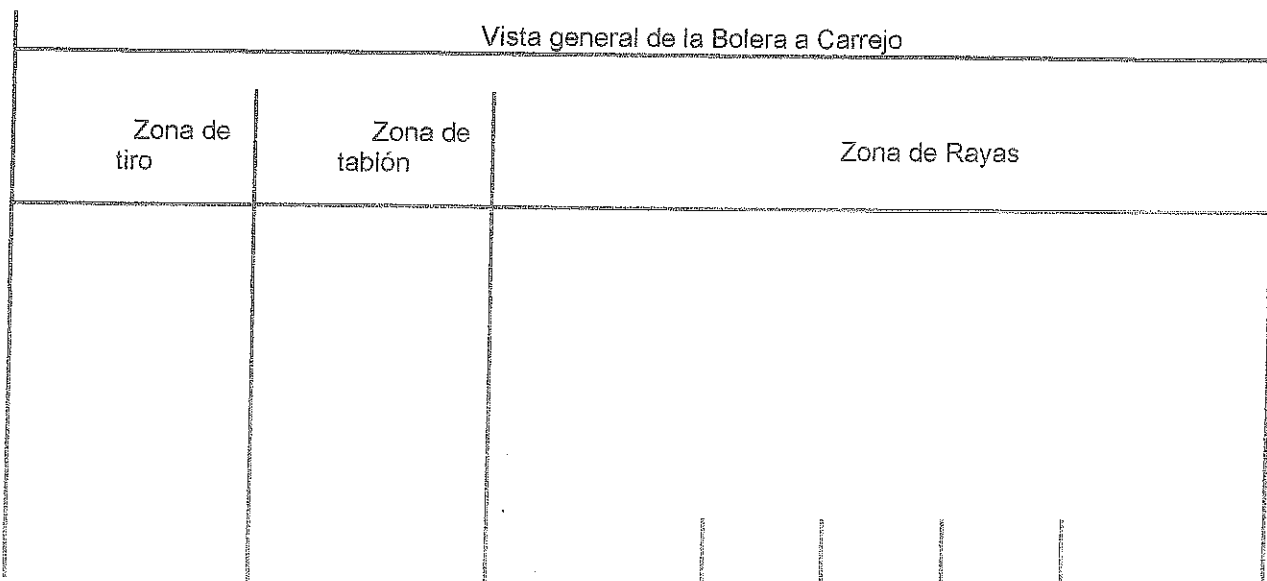 Vista general de la Bolera a Carrejo
Zona de
tiro
Zona de
tablón
Zona de Rayas